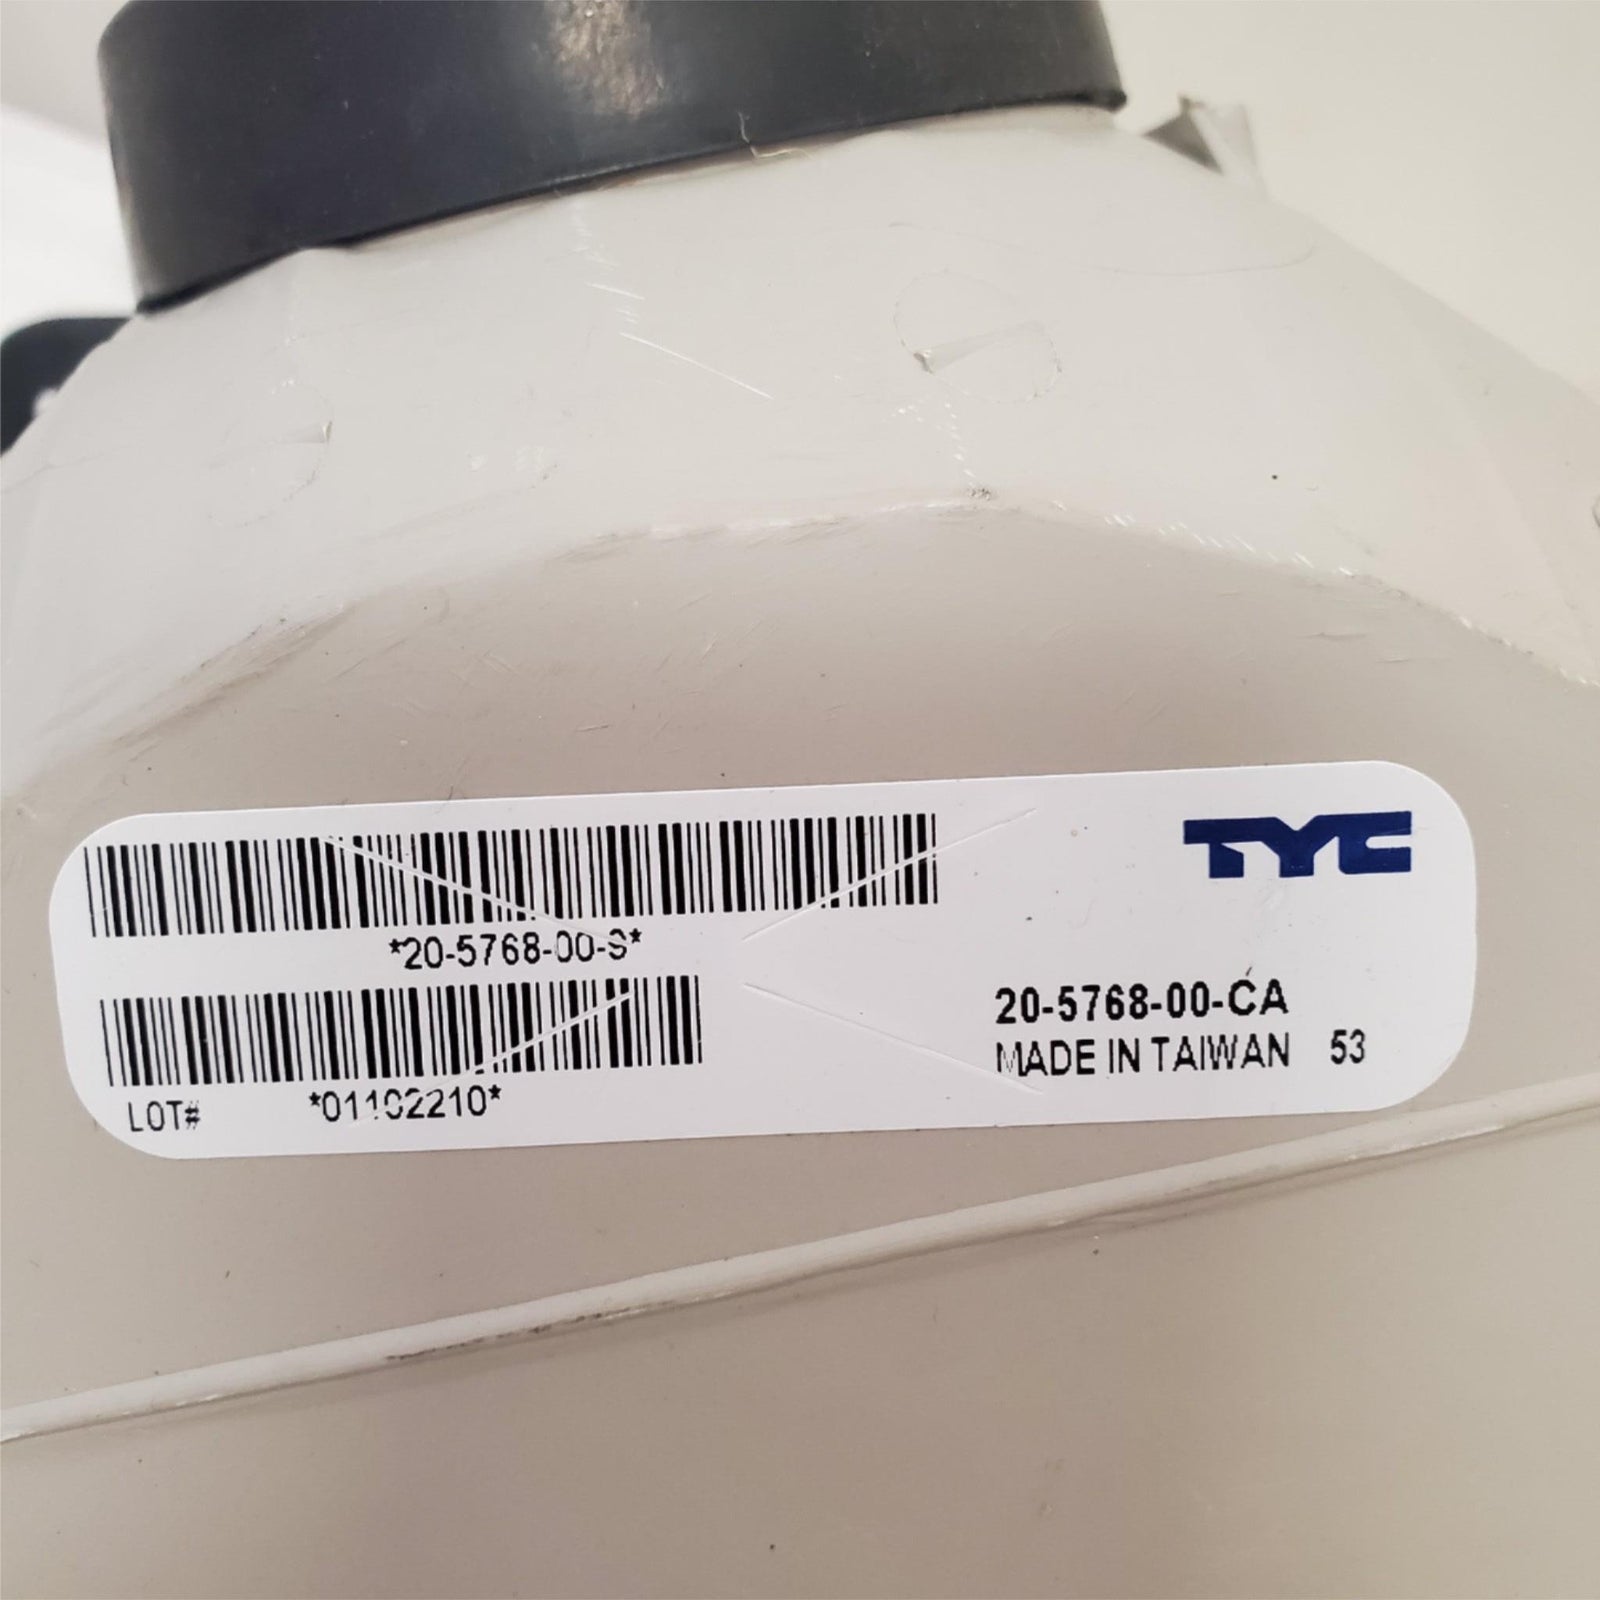 TYC
*20-5768-00-S*
20-5768-00-CA
MADE IN TAIWAN 53
LOT# *01102210*